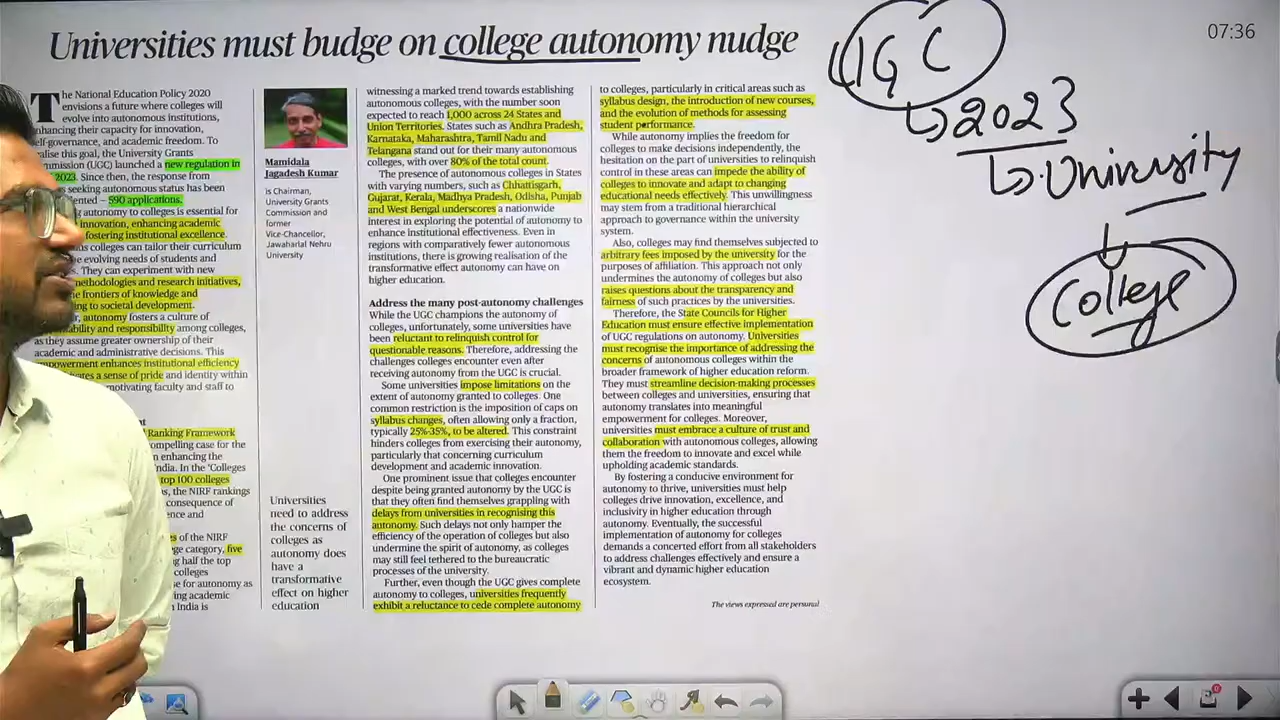 Universities must budge on college autonomy nudge
The National Education Policy 2020
envisions a future where colleges will
evolve into autonomous institutions,
enhancing their capacity for innovation,
self-governance, and academic freedom. To
alise this goal, the University Grants
mmission (UGC) launched a new regulation in
2023. Since then, the response from
seeking autonomous status has been
ented – 590 applications.
g autonomy to colleges is essential for
innovation, enhancing academic
fostering institutional excellence.
us colleges can tailor their curriculum
e evolving needs of students and
. They can experiment with new
methodologies and research initiatives,
e frontiers of knowledge and
ng to societal development.
r, autonomy fosters a culture of
ability and responsibility among colleges,
as they assume greater ownership of their
academic and administrative decisions. This
mpowerment enhances institutional efficiency
ivates a sense of pride and identity within
motivating faculty and staff to
nt
Ranking Framework
ompelling case for the
n enhancing the
ndia. In the 'Colleges
top 100 colleges
s, the NIRF rankings
consequence of
ence and
es of the NIRF
ge category, five
g half the top
colleges
se for autonomy as
ing academic
India is
Mamidala
Jagadesh Kumar
is Chairman,
University Grants
Commission and
former
Vice-Chancellor,
Jawaharlal Nehru
University
Universities
need to address
the concerns of
colleges as
autonomy does
have a
transformative
effect on higher
education
witnessing a marked trend towards establishing
autonomous colleges, with the number soon
expected to reach 1,000 across 24 States and
Union Territories. States such as Andhra Pradesh,
Karnataka, Maharashtra, Tamil Nadu and
Telangana stand out for their many autonomous
colleges, with over 80% of the total count.
The presence of autonomous colleges in States
with varying numbers, such as Chhattisgarh,
Gujarat, Kerala, Madhya Pradesh, Odisha, Punjab
and West Bengal underscores a nationwide
interest in exploring the potential of autonomy to
enhance institutional effectiveness. Even in
regions with comparatively fewer autonomous
institutions, there is growing realisation of the
transformative effect autonomy can have on
higher education.
Address the many post-autonomy challenges
While the UGC champions the autonomy of
colleges, unfortunately, some universities have
been reluctant to relinquish control for
questionable reasons. Therefore, addressing the
challenges colleges encounter even after
receiving autonomy from the UGC is crucial.
Some universities impose limitations on the
extent of autonomy granted to colleges. One
common restriction is the imposition of caps on
syllabus changes, often allowing only a fraction,
typically 25%-35%, to be altered. This constraint
hinders colleges from exercising their autonomy,
particularly that concerning curriculum
development and academic innovation.
One prominent issue that colleges encounter
despite being granted autonomy by the UGC is
that they often find themselves grappling with
delays from universities in recognising this
autonomy. Such delays not only hamper the
efficiency of the operation of colleges but also
undermine the spirit of autonomy, as colleges
may still feel tethered to the bureaucratic
processes of the university.
Further, even though the UGC gives complete
autonomy to colleges, universities frequently
exhibit a reluctance to cede complete autonomy
to colleges, particularly in critical areas such as
syllabus design, the introduction of new courses,
and the evolution of methods for assessing
student performance.
While autonomy implies the freedom for
colleges to make decisions independently, the
hesitation on the part of universities to relinquish
control in these areas can impede the ability of
colleges to innovate and adapt to changing
educational needs effectively. This unwillingness
may stem from a traditional hierarchical
approach to governance within the university
system.
Also, colleges may find themselves subjected to
arbitrary fees imposed by the university for the
purposes of affiliation. This approach not only
undermines the autonomy of colleges but also
raises questions about the transparency and
fairness of such practices by the universities.
Therefore, the State Councils for Higher
Education must ensure effective implementation
of UGC regulations on autonomy. Universities
must recognise the importance of addressing the
concerns of autonomous colleges within the
broader framework of higher education reform.
They must streamline decision-making processes
between colleges and universities, ensuring that
autonomy translates into meaningful
empowerment for colleges. Moreover,
universities must embrace a culture of trust and
collaboration with autonomous colleges, allowing
them the freedom to innovate and excel while
upholding academic standards.
By fostering a conducive environment for
autonomy to thrive, universities must help
colleges drive innovation, excellence, and
inclusivity in higher education through
autonomy. Eventually, the successful
implementation of autonomy for colleges
demands a concerted effort from all stakeholders
to address challenges effectively and ensure a
vibrant and dynamic higher education
ecosystem.
The views expressed are personal
UGC
2023
University
College
07:36